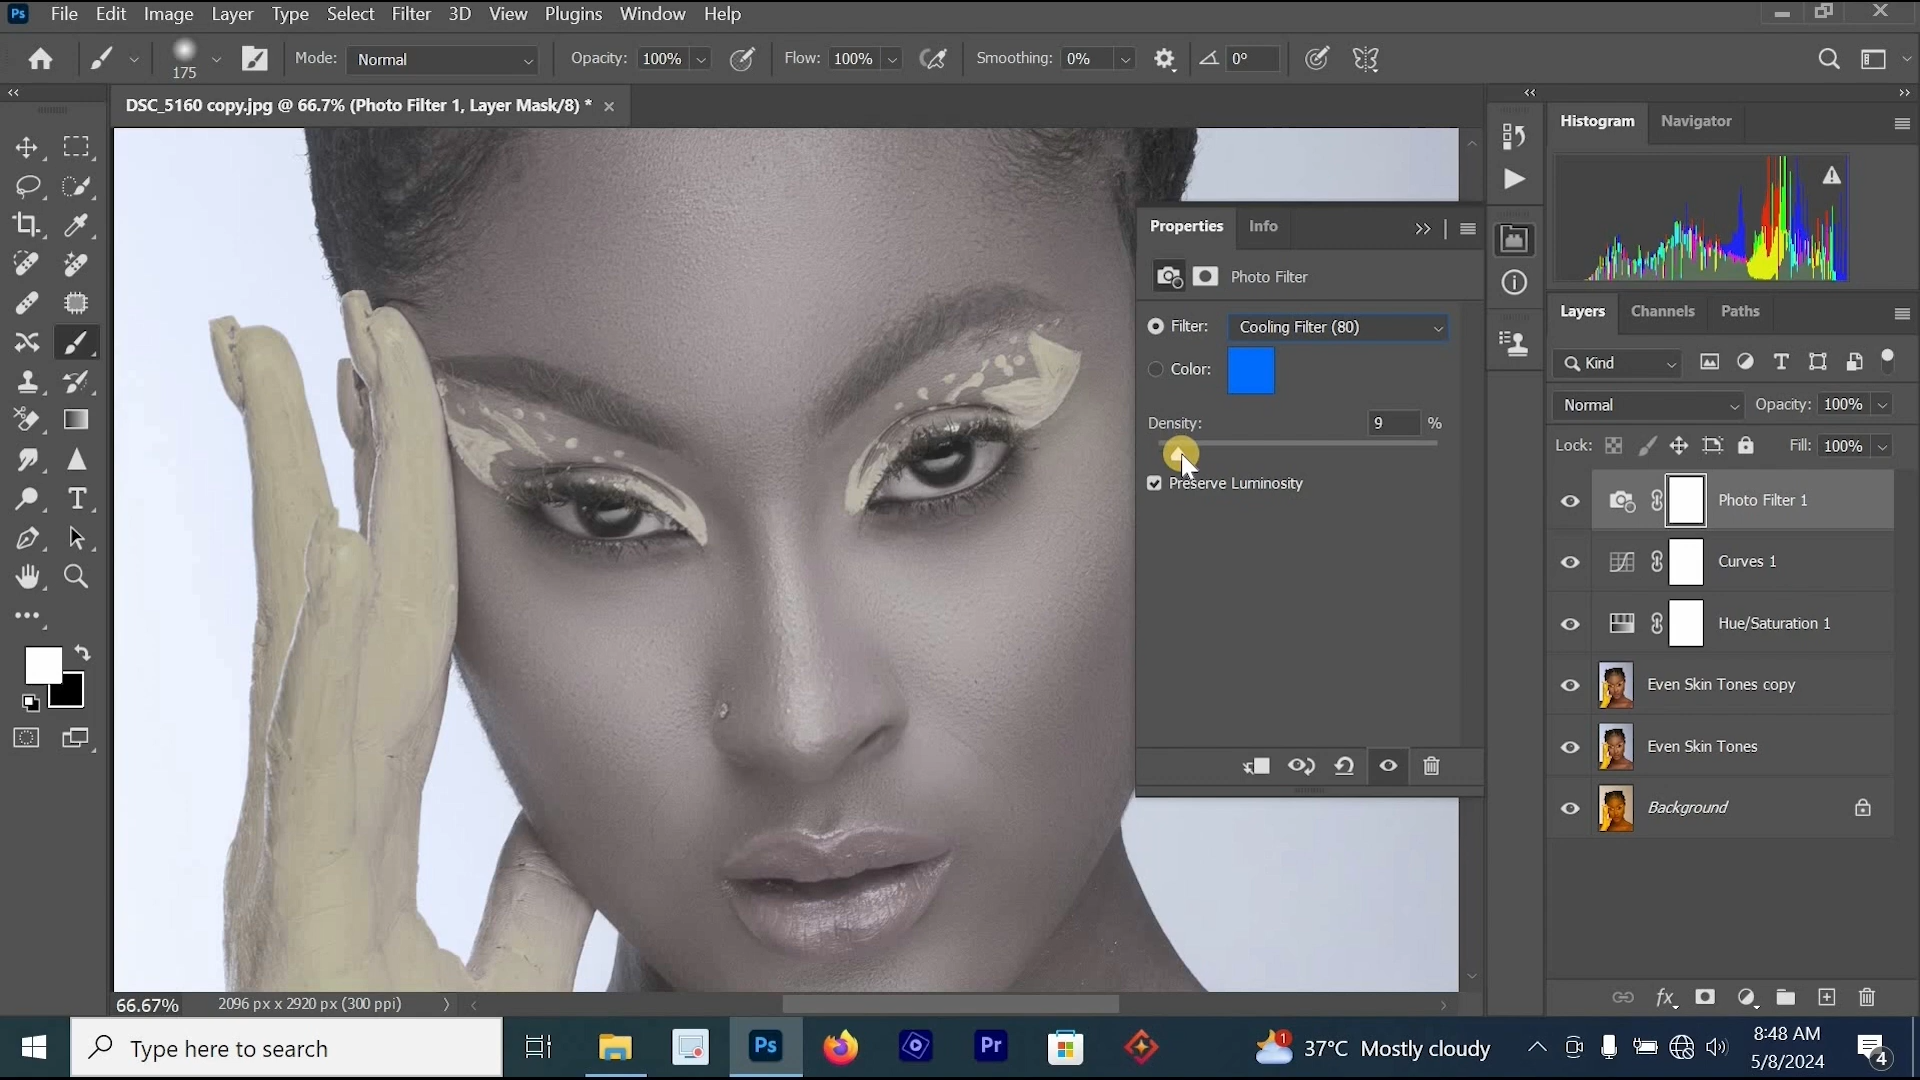 Ps File Edit Image Layer Type Select Filter 3D View Plugins Window Help
175 Mode: Normal Opacity: 100% Flow: 100% Smoothing: 0% 0°
DSC_5160 copy.jpg @ 66.7% (Photo Filter 1, Layer Mask/8) *
Histogram Navigator
Properties Info
Photo Filter
Filter: Cooling Filter (80)
Color:
Density: 9 %
Preserve Luminosity
Layers Channels Paths
Kind
Normal Opacity: 100%
Lock: Fill: 100%
Photo Filter 1
Curves 1
Hue/Saturation 1
Even Skin Tones copy
Even Skin Tones
Background
66.67% 2096 px x 2920 px (300 ppi)
Type here to search
Ps
Pr
1
37°C Mostly cloudy
8:48 AM
5/8/2024
4